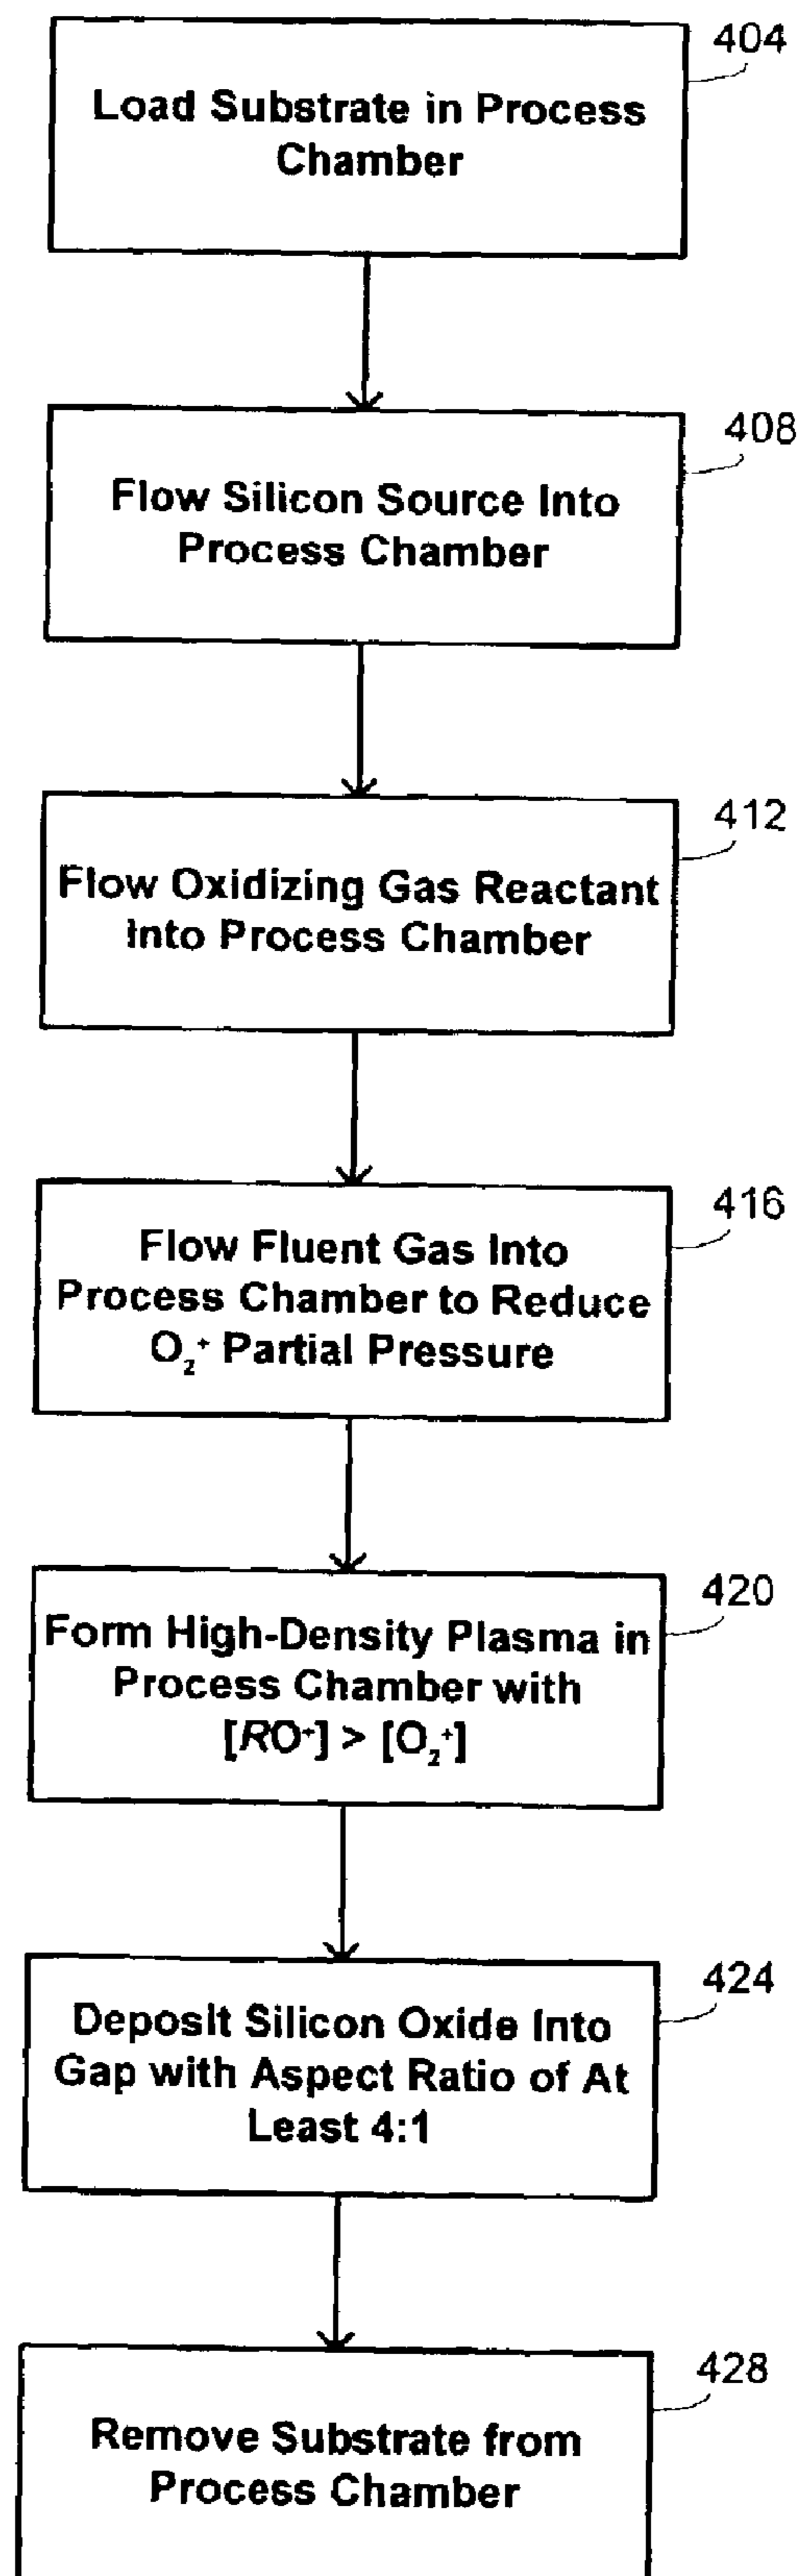 404
Load Substrate in Process
Chamber
408
Flow Silicon Source Into
Process Chamber
412
Flow Oxidizing Gas Reactant
Into Process Chamber
416
Flow Fluent Gas Into
Process Chamber to Reduce
O₂⁺ Partial Pressure
420
Form High-Density Plasma in
Process Chamber with
[RO⁺] > [O₂⁺]
424
Deposit Silicon Oxide Into
Gap with Aspect Ratio of At
Least 4:1
428
Remove Substrate from
Process Chamber